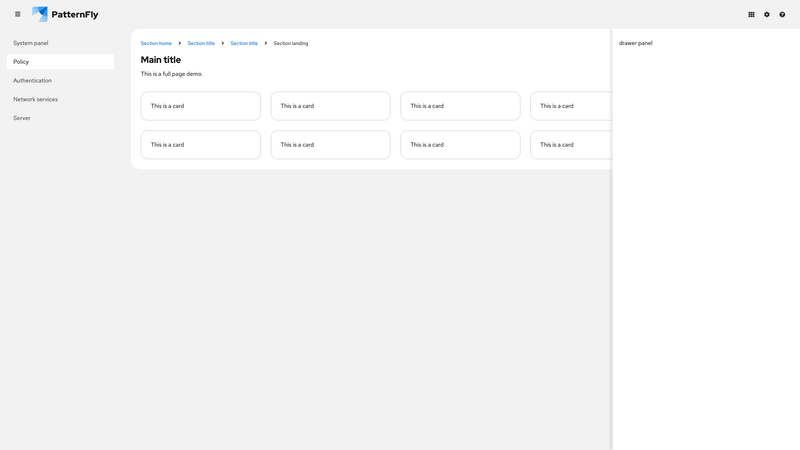 PatternFly
System panel
Policy
Authentication
Network services
Server
Section home Section title Section title Section landing
Main title
This is a full page demo.
This is a card This is a card This is a card This is a card
This is a card This is a card This is a card This is a card
drawer panel